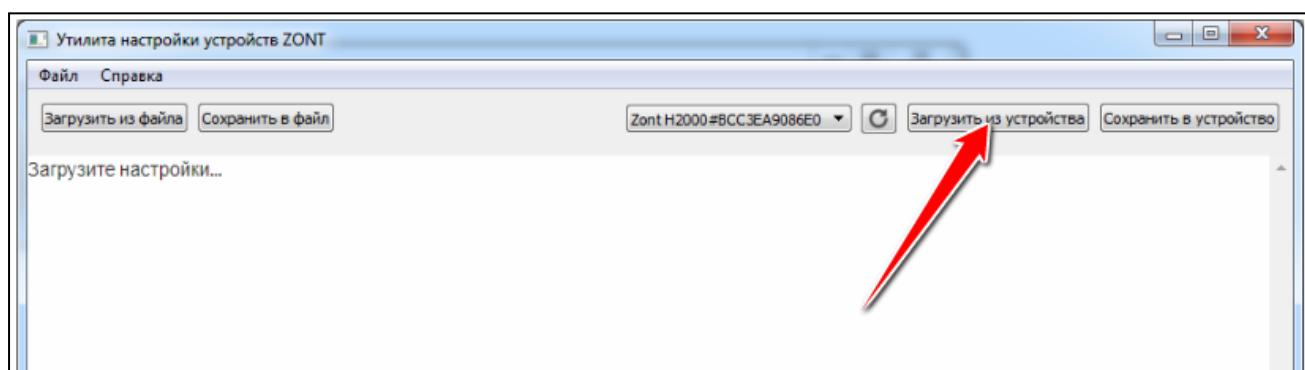 Утилита настройки устройств ZONT
Файл Справка
Загрузить из файла Сохранить в файл Zont H2000#8CC3EA9086E0 Загрузить из устройства Сохранить в устройство
Загрузите настройки...